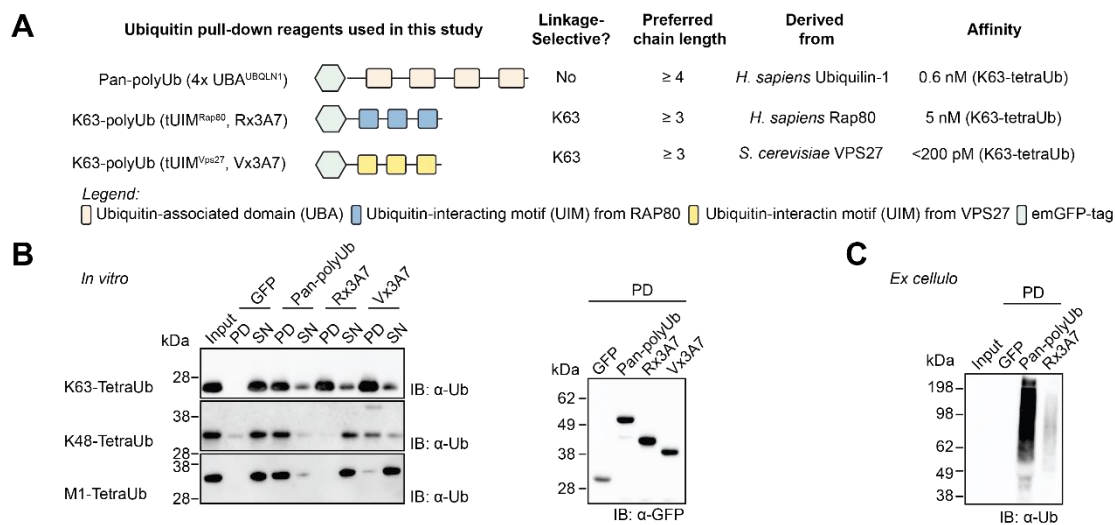 A
Ubiquitin pull-down reagents used in this study
Linkage-
Selective?
Preferred
chain length
Derived
from
Affinity
Pan-polyUb (4x UBA^UBQLN1)
No
≥ 4
H. sapiens Ubiquilin-1
0.6 nM (K63-tetraUb)
K63-polyUb (tUIM^Rap80, Rx3A7)
K63
≥ 3
H. sapiens Rap80
5 nM (K63-tetraUb)
K63-polyUb (tUIM^Vps27, Vx3A7)
K63
≥ 3
S. cerevisiae VPS27
<200 pM (K63-tetraUb)
Legend:
Ubiquitin-associated domain (UBA) Ubiquitin-interacting motif (UIM) from RAP80 Ubiquitin-interactin motif (UIM) from VPS27 emGFP-tag
B
In vitro
GFP
Pan-polyUb
Rx3A7
Vx3A7
Input PD SN PD SN PD SN PD SN
kDa
K63-TetraUb
28
IB: α-Ub
38
K48-TetraUb
28
IB: α-Ub
38
M1-TetraUb
28
IB: α-Ub
PD
GFP
Pan-polyUb
Rx3A7
Vx3A7
kDa
62
49
38
28
IB: α-GFP
C
Ex cellulo
PD
Input
GFP
Pan-polyUb
Rx3A7
kDa
198
98
62
49
38
IB: α-Ub